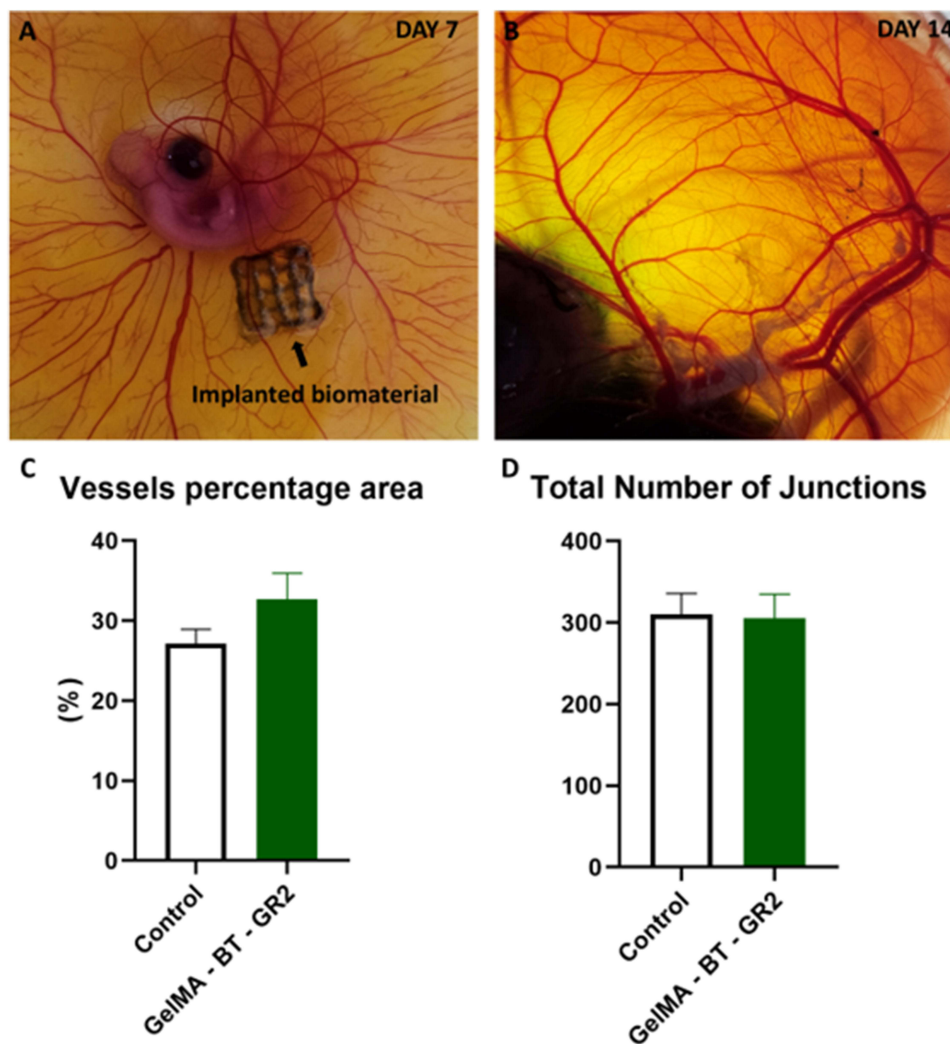 A
DAY 7
Implanted biomaterial
B
DAY 14
C
Vessels percentage area
40
30
20
10
0
(%)
Control
GelMA - BT - GR2
D
Total Number of Junctions
400
300
200
100
0
Control
GelMA - BT - GR2